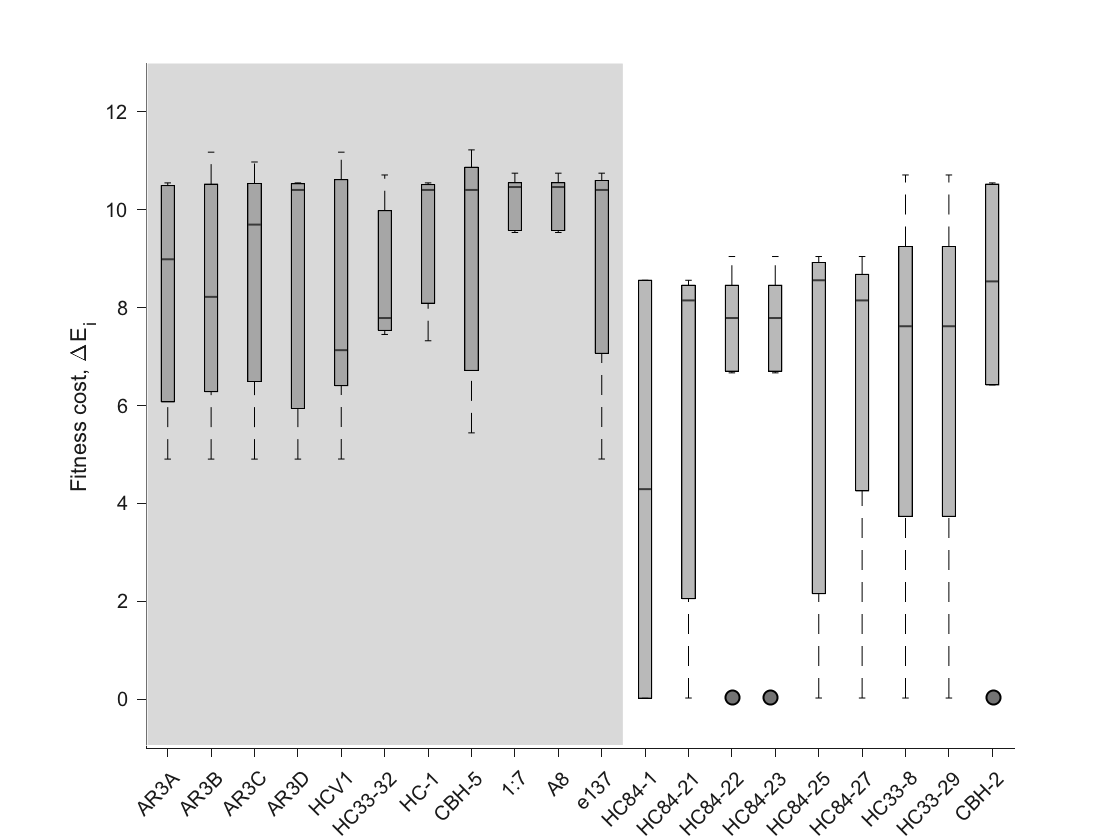 12
10
8
6
4
2
0
Fitness cost, ΔEi
AR3A
AR3B
AR3C
AR3D
HCV1
HC33-32
HC-1
CBH-5
1:7
A8
e137
HC84-1
HC84-21
HC84-22
HC84-23
HC84-25
HC84-27
HC33-8
HC33-29
CBH-2